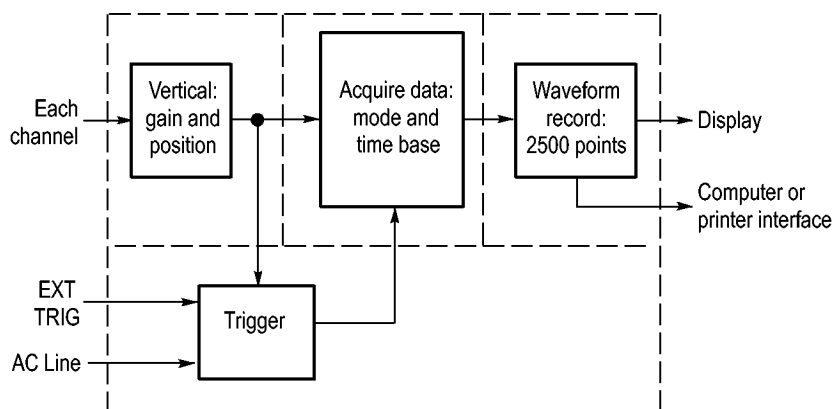 Each
channel
Vertical:
gain and
position
Acquire data:
mode and
time base
Waveform
record:
2500 points
Display
Computer or
printer interface
EXT
TRIG
AC Line
Trigger